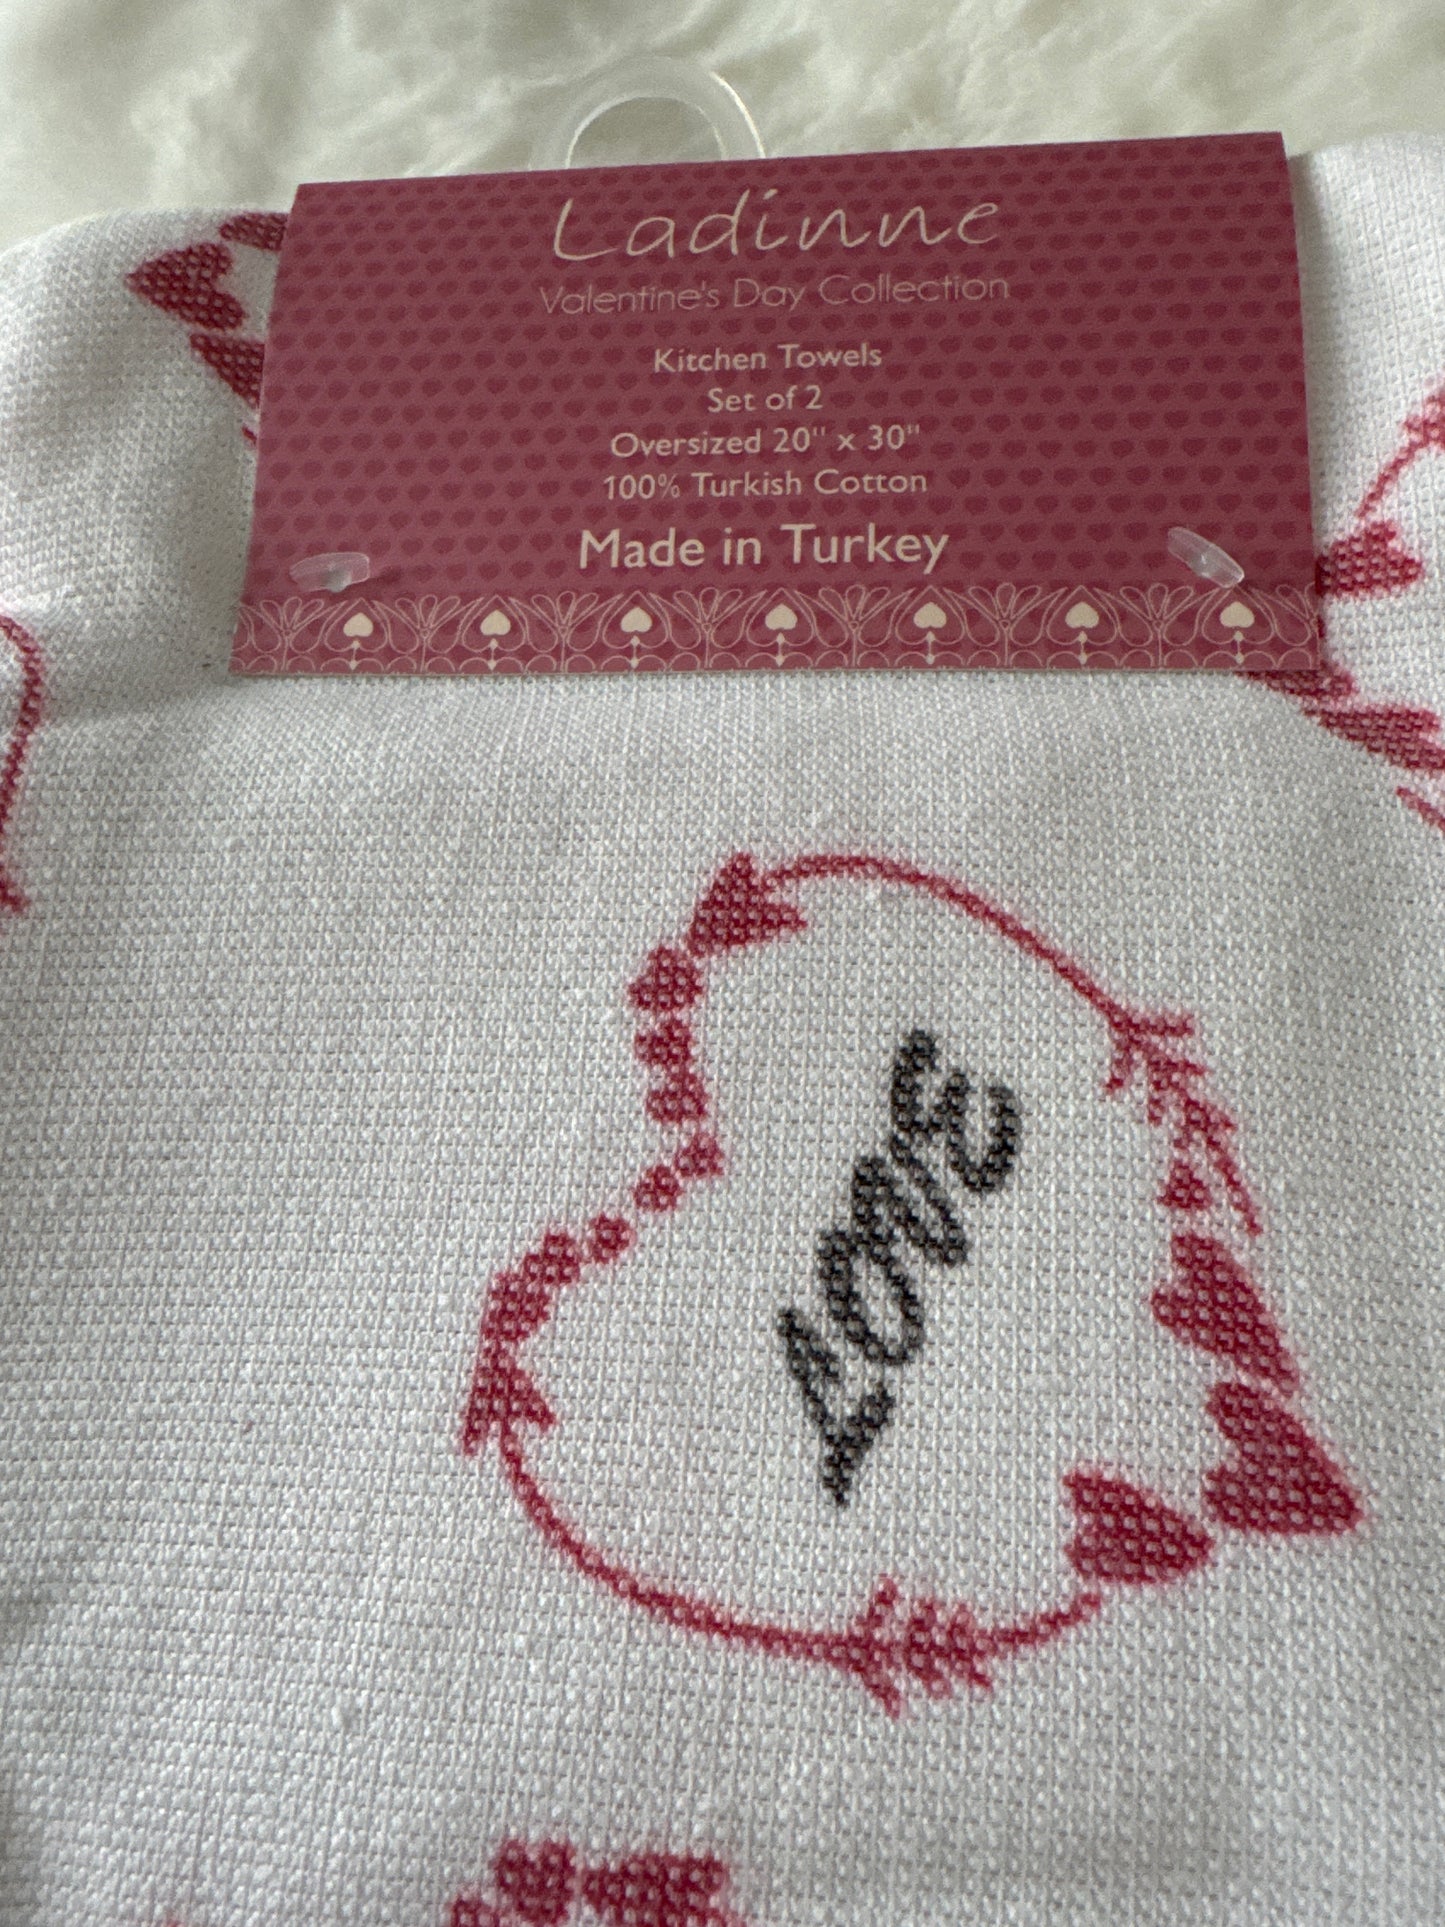 Ladinne
Valentine's Day Collection
Kitchen Towels
Set of 2
Oversized 20" x 30"
100% Turkish Cotton
Made in Turkey
LOVE